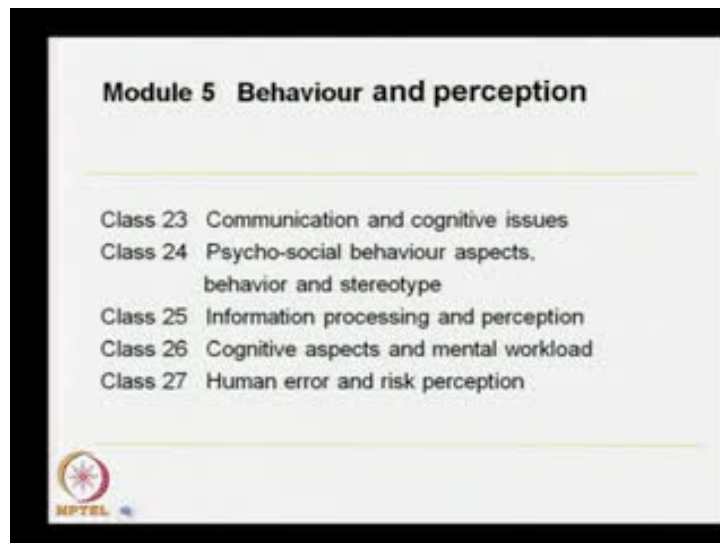 Module 5 Behaviour and perception
Class 23 Communication and cognitive issues
Class 24 Psycho-social behaviour aspects,
behavior and stereotype
Class 25 Information processing and perception
Class 26 Cognitive aspects and mental workload
Class 27 Human error and risk perception
NPTEL